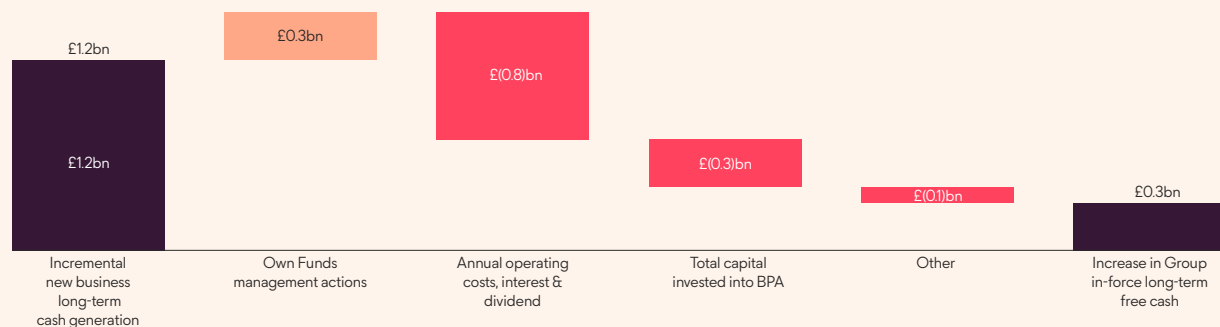 £1.2bn
£1.2bn
£0.3bn
£(0.8)bn
£(0.3)bn
£(0.1)bn
£0.3bn
Incremental
new business
long-term
cash generation
Own Funds
management actions
Annual operating
costs, interest &
dividend
Total capital
invested into BPA
Other
Increase in Group
in-force long-term
free cash